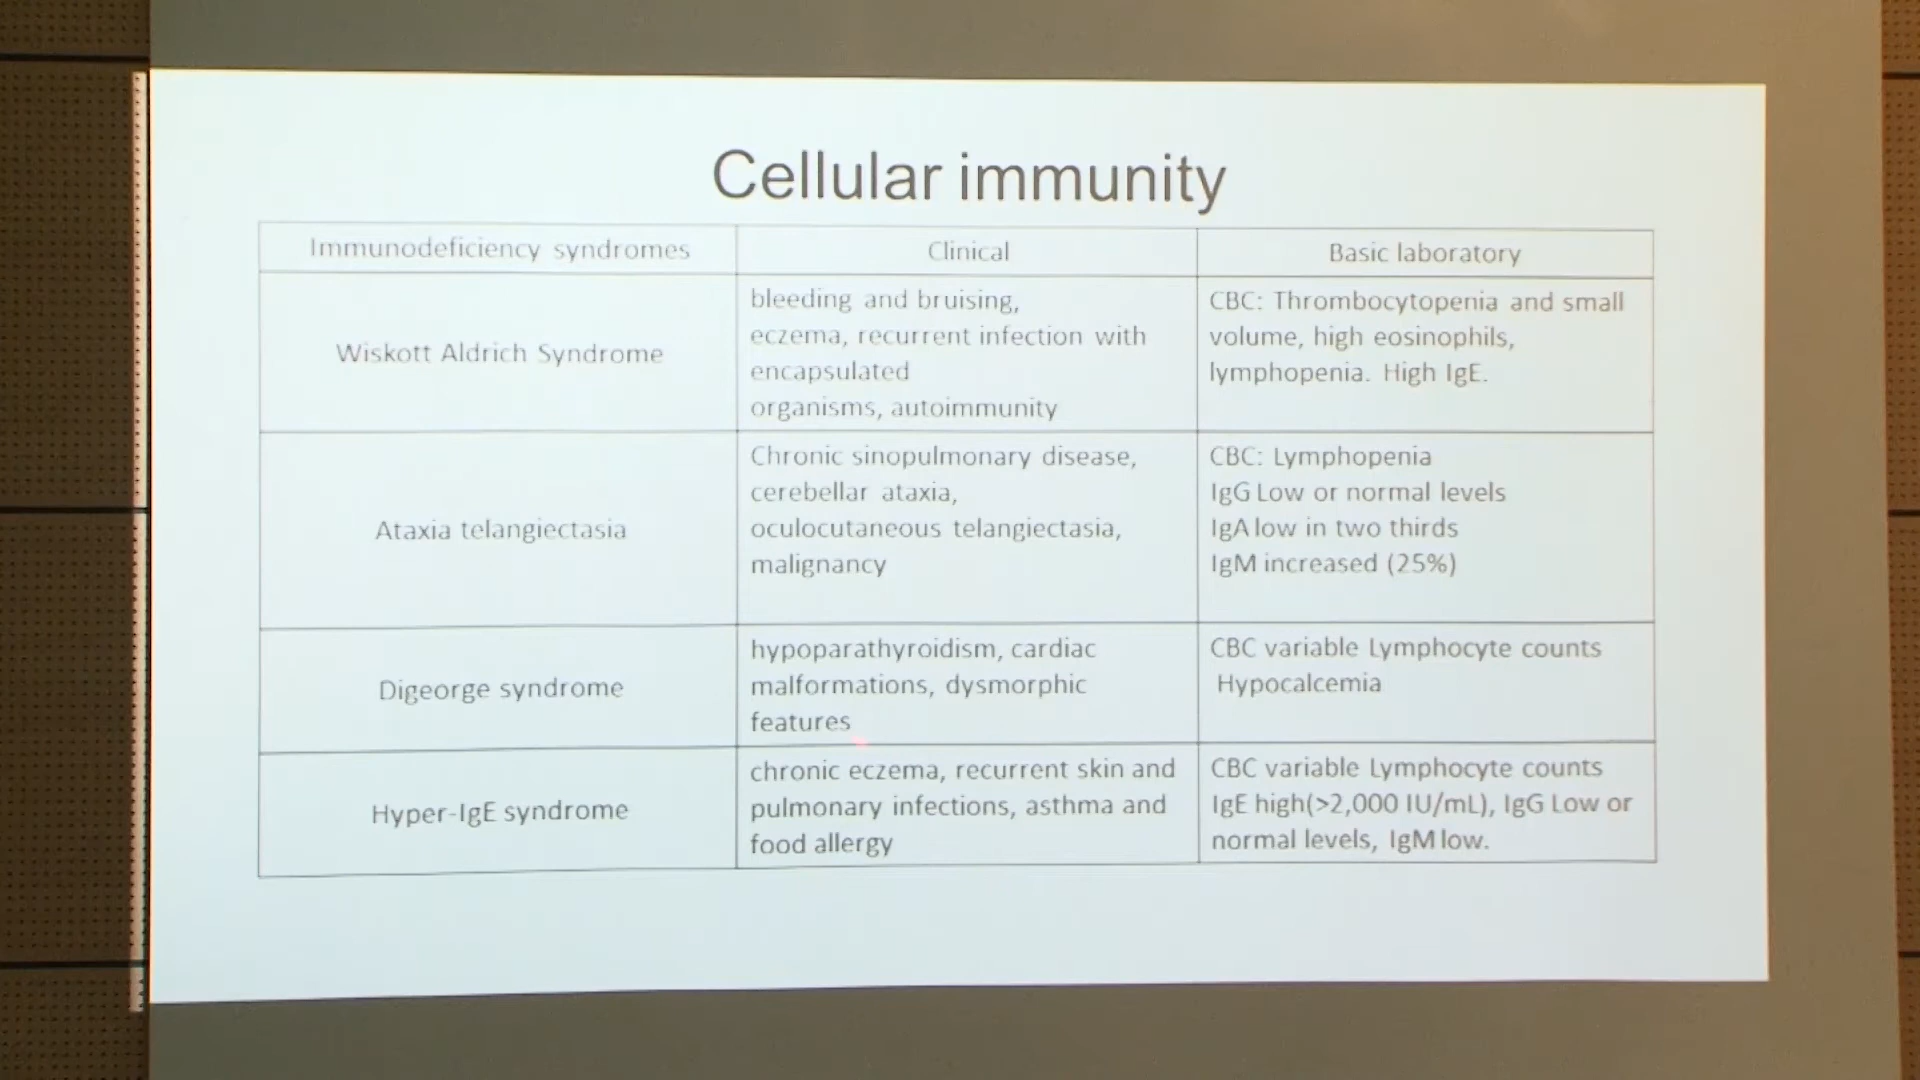 Cellular immunity
Immunodeficiency syndromes
Clinical
Basic laboratory
Wiskott Aldrich Syndrome
bleeding and bruising,
eczema, recurrent infection with
encapsulated
organisms, autoimmunity
CBC: Thrombocytopenia and small
volume, high eosinophils,
lymphopenia. High IgE.
Ataxia telangiectasia
Chronic sinopulmonary disease,
cerebellar ataxia,
oculocutaneous telangiectasia,
malignancy
CBC: Lymphopenia
IgG Low or normal levels
IgA low in two thirds
IgM increased (25%)
Digeorge syndrome
hypoparathyroidism, cardiac
malformations, dysmorphic
features
CBC variable Lymphocyte counts
Hypocalcemia
Hyper-IgE syndrome
chronic eczema, recurrent skin and
pulmonary infections, asthma and
food allergy
CBC variable Lymphocyte counts
IgE high(>2,000 IU/mL), IgG Low or
normal levels, IgM low.